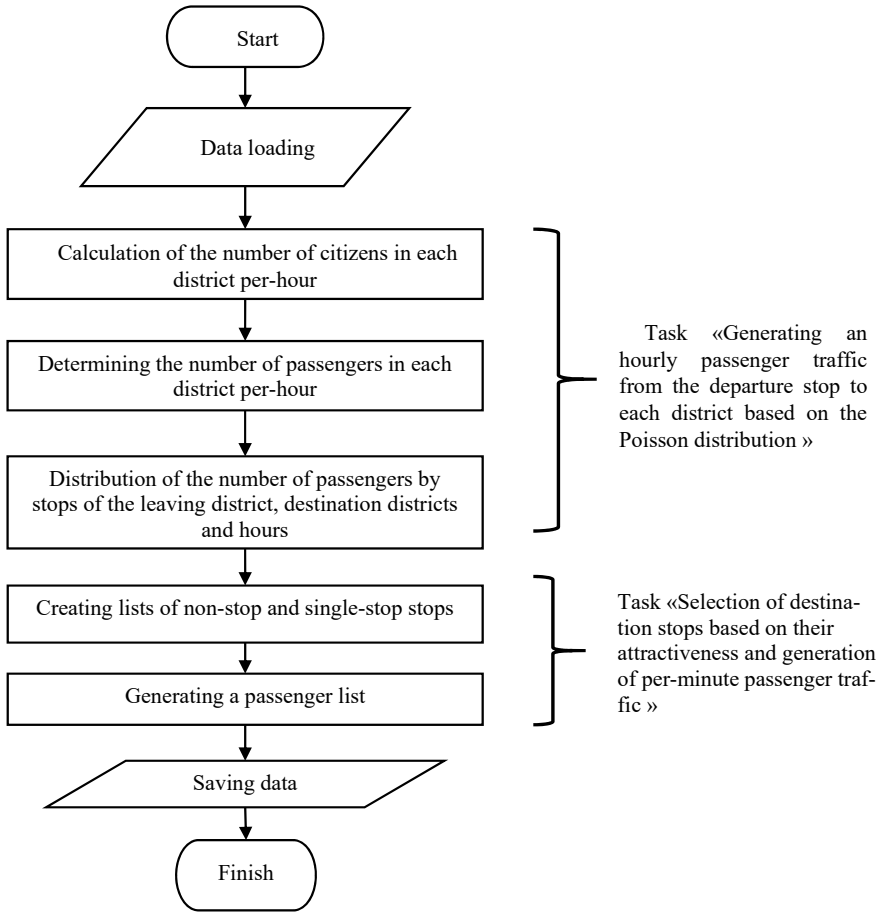 Start
Data loading
Calculation of the number of citizens in each
district per-hour
Determining the number of passengers in each
district per-hour
Distribution of the number of passengers by
stops of the leaving district, destination districts
and hours
Task «Generating an
hourly passenger traffic
from the departure stop to
each district based on the
Poisson distribution »
Creating lists of non-stop and single-stop stops
Generating a passenger list
Task «Selection of destina-
tion stops based on their
attractiveness and generation
of per-minute passenger traf-
fic »
Saving data
Finish